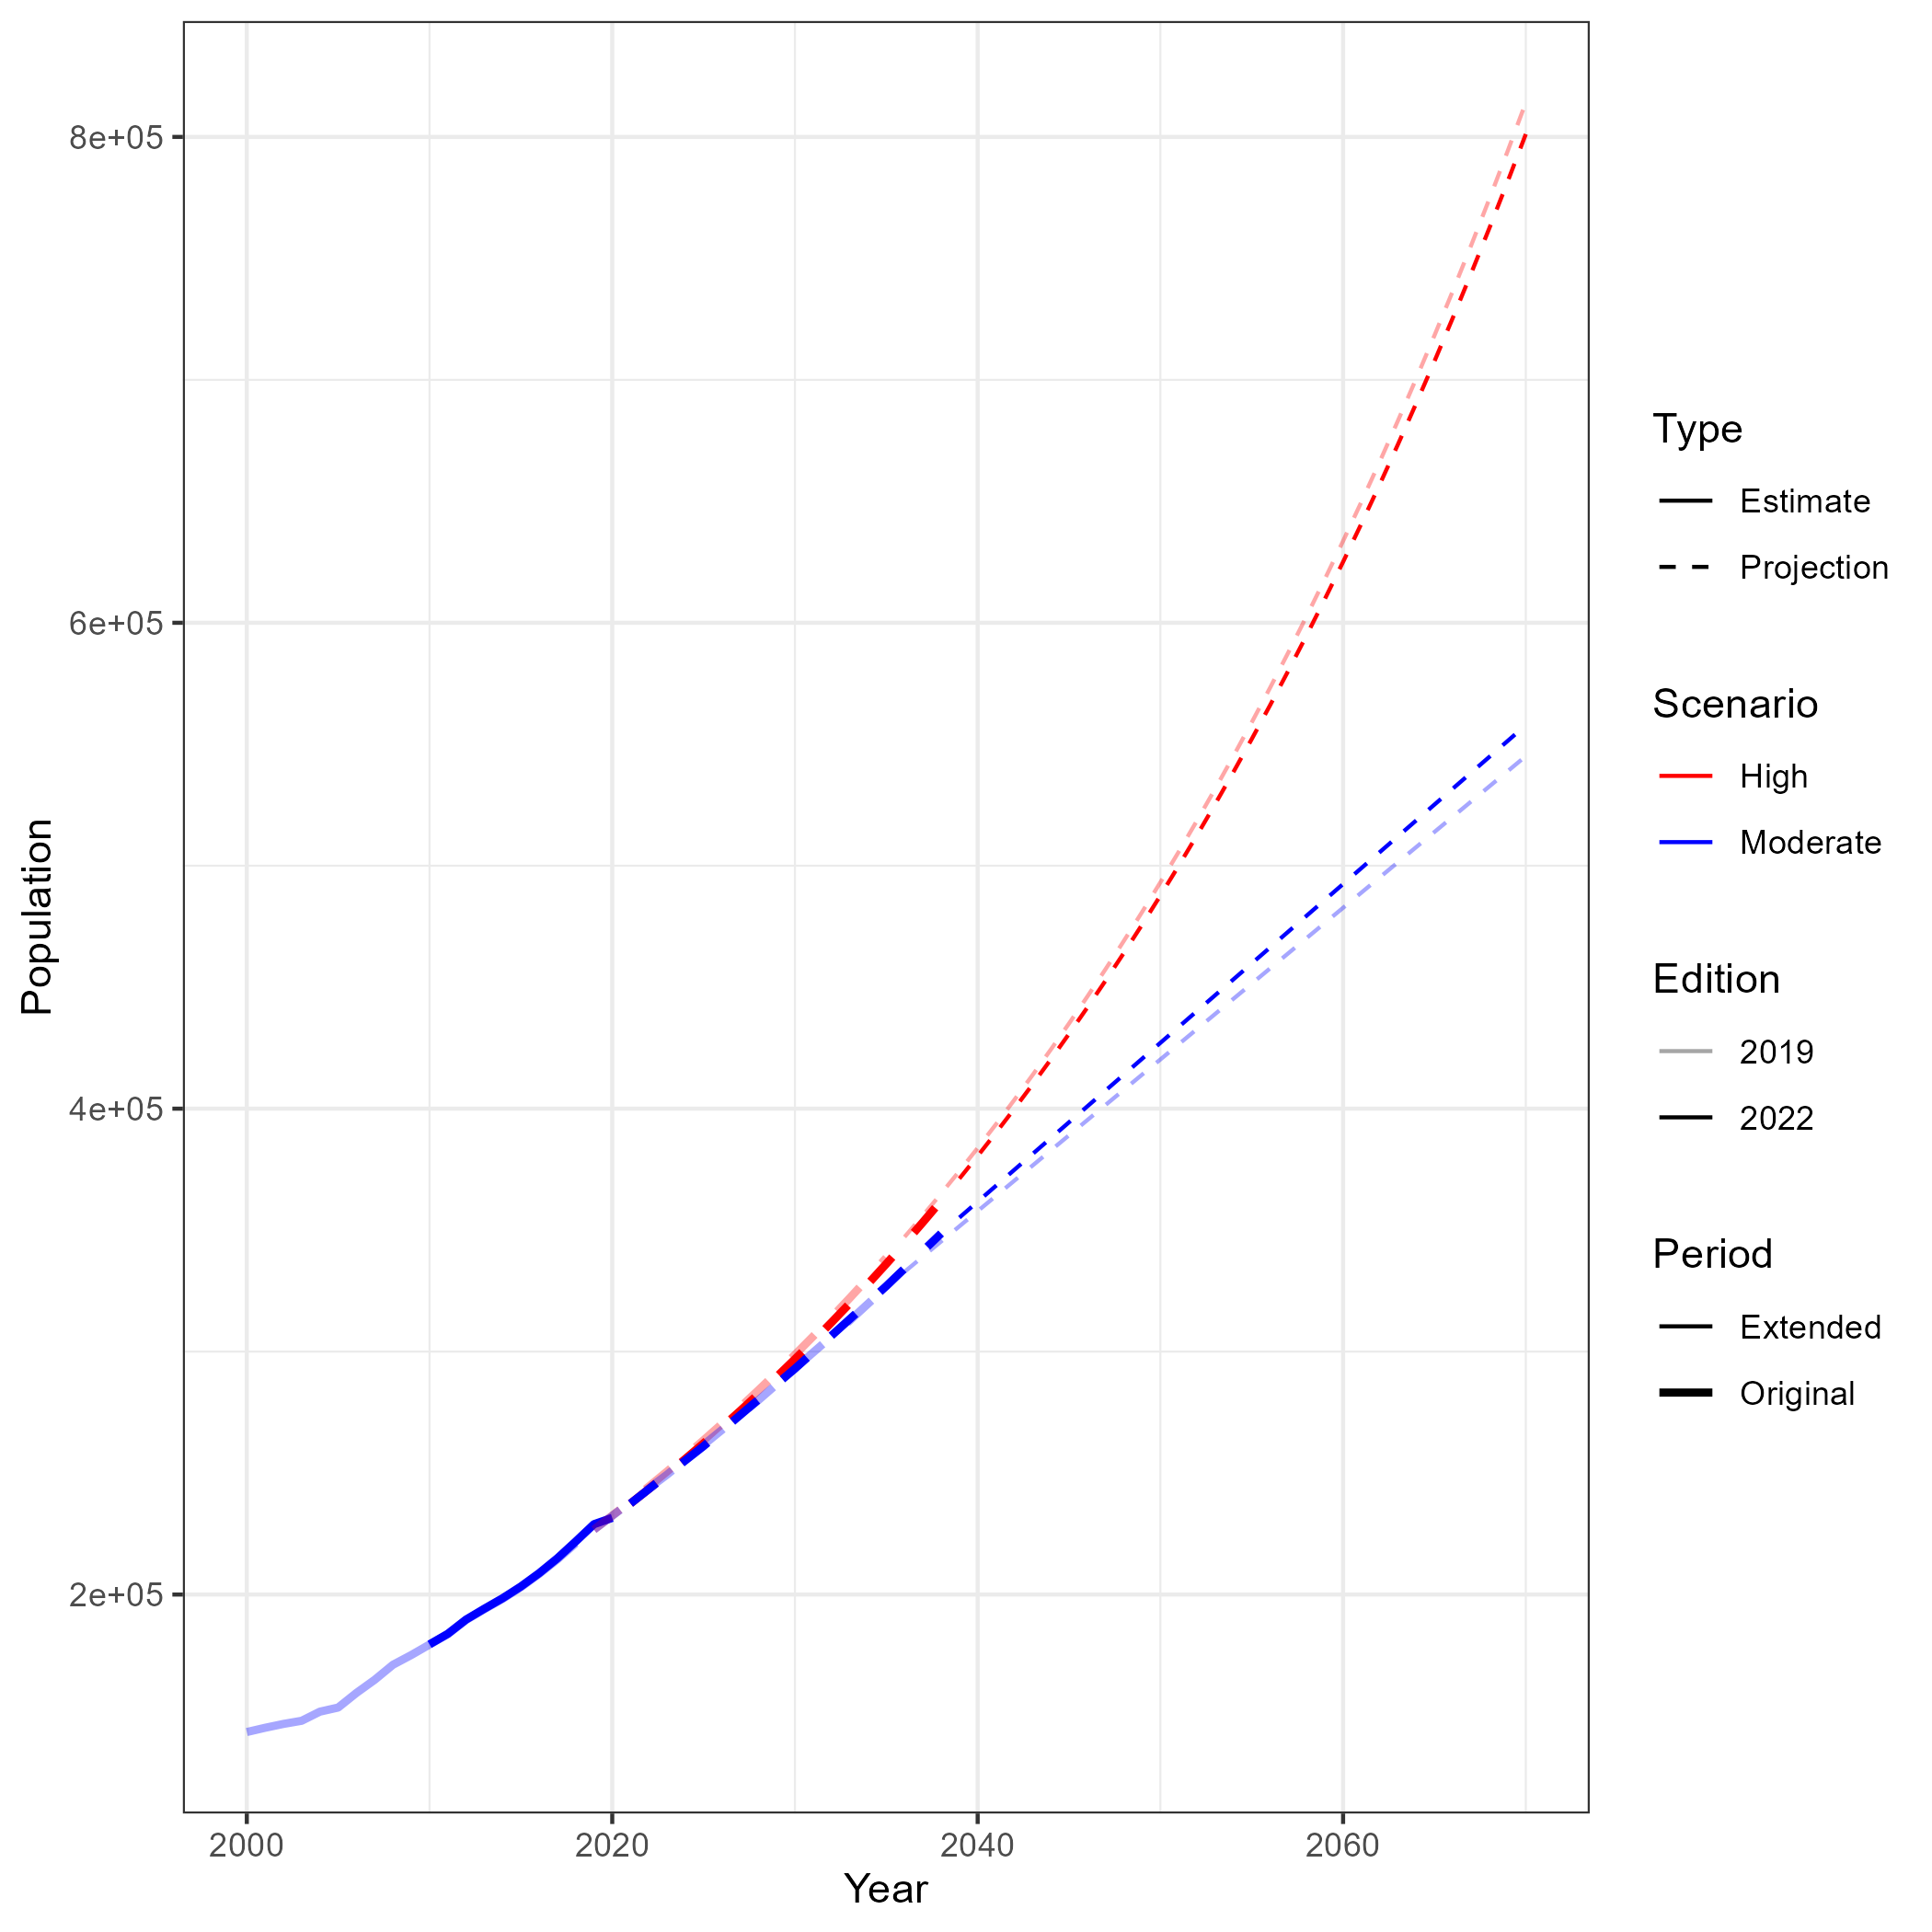 8e+05
6e+05
4e+05
2e+05
Population
2000
2020
2040
2060
Year
Type
Estimate
Projection
Scenario
High
Moderate
Edition
2019
2022
Period
Extended
Original